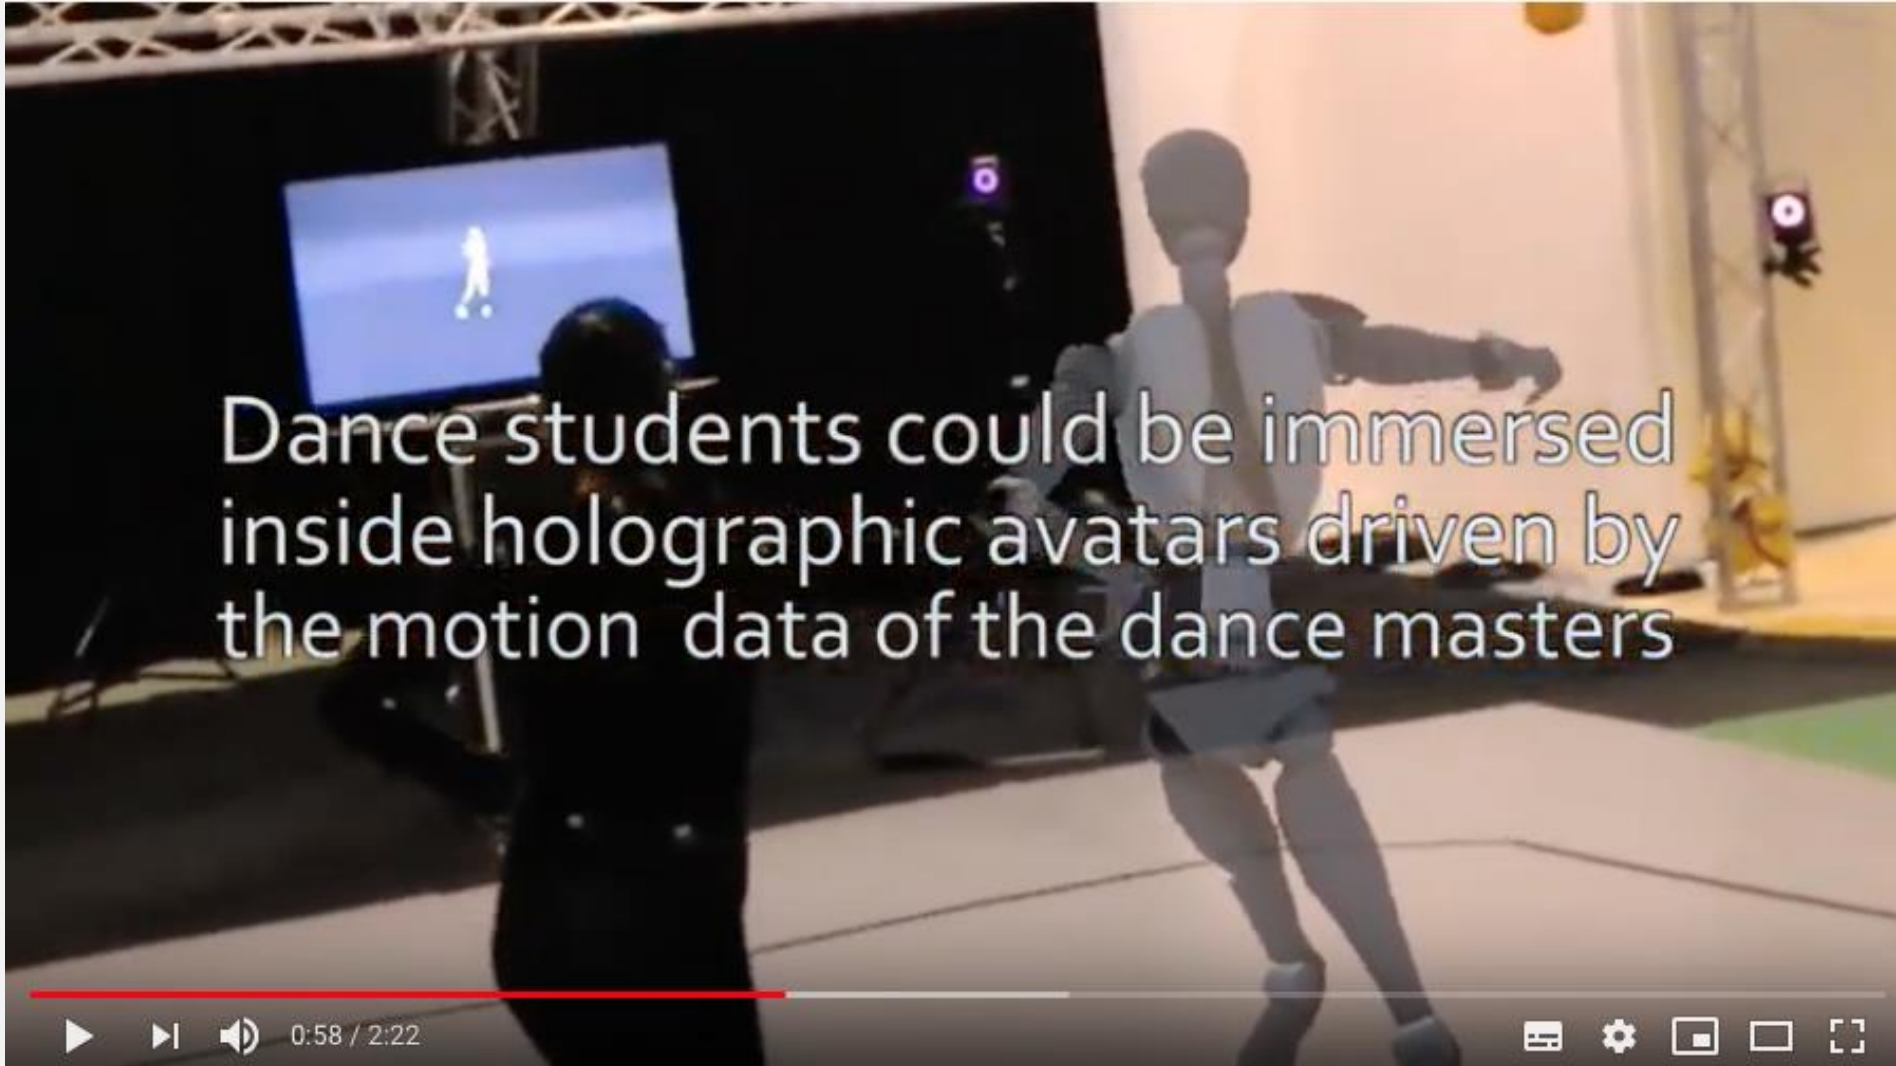 Dance students could be immersed
inside holographic avatars driven by
the motion data of the dance masters
0:58 / 2:22